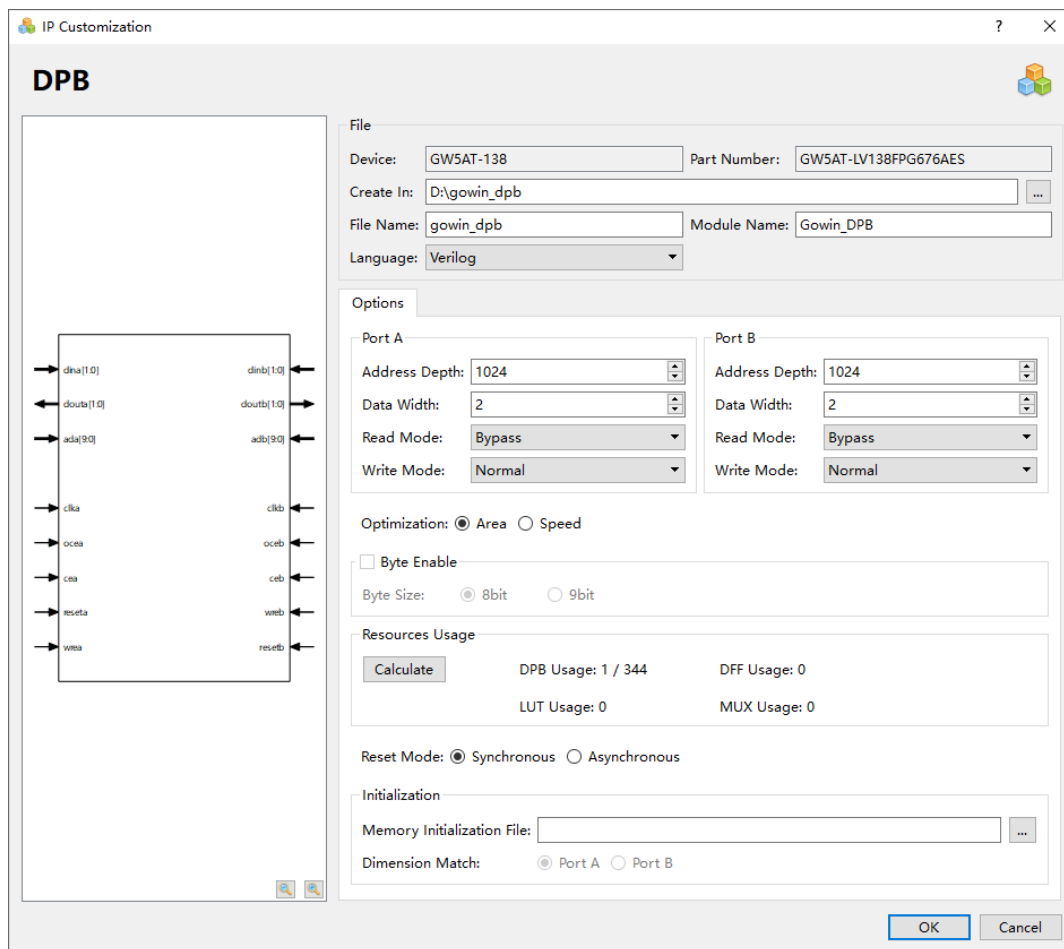 IP Customization ? ×
DPB
File
Device: GW5AT-138 Part Number: GW5AT-LV138FPG676AES
Create In: D:\gowin_dpb ...
File Name: gowin_dpb Module Name: Gowin_DPB
Language: Verilog
Options
Port A Port B
Address Depth: 1024 Address Depth: 1024
Data Width: 2 Data Width: 2
Read Mode: Bypass Read Mode: Bypass
Write Mode: Normal Write Mode: Normal
Optimization: Area Speed
Byte Enable
Byte Size: 8bit 9bit
Resources Usage
Calculate DPB Usage: 1 / 344 DFF Usage: 0
LUT Usage: 0 MUX Usage: 0
Reset Mode: Synchronous Asynchronous
Initialization
Memory Initialization File: ...
Dimension Match: Port A Port B
dina[1:0] dinb[1:0]
douta[1:0] doutb[1:0]
ada[9:0] adb[9:0]
clka clkb
ocea oceb
cea ceb
reseta wreb
wrea resetb
OK Cancel